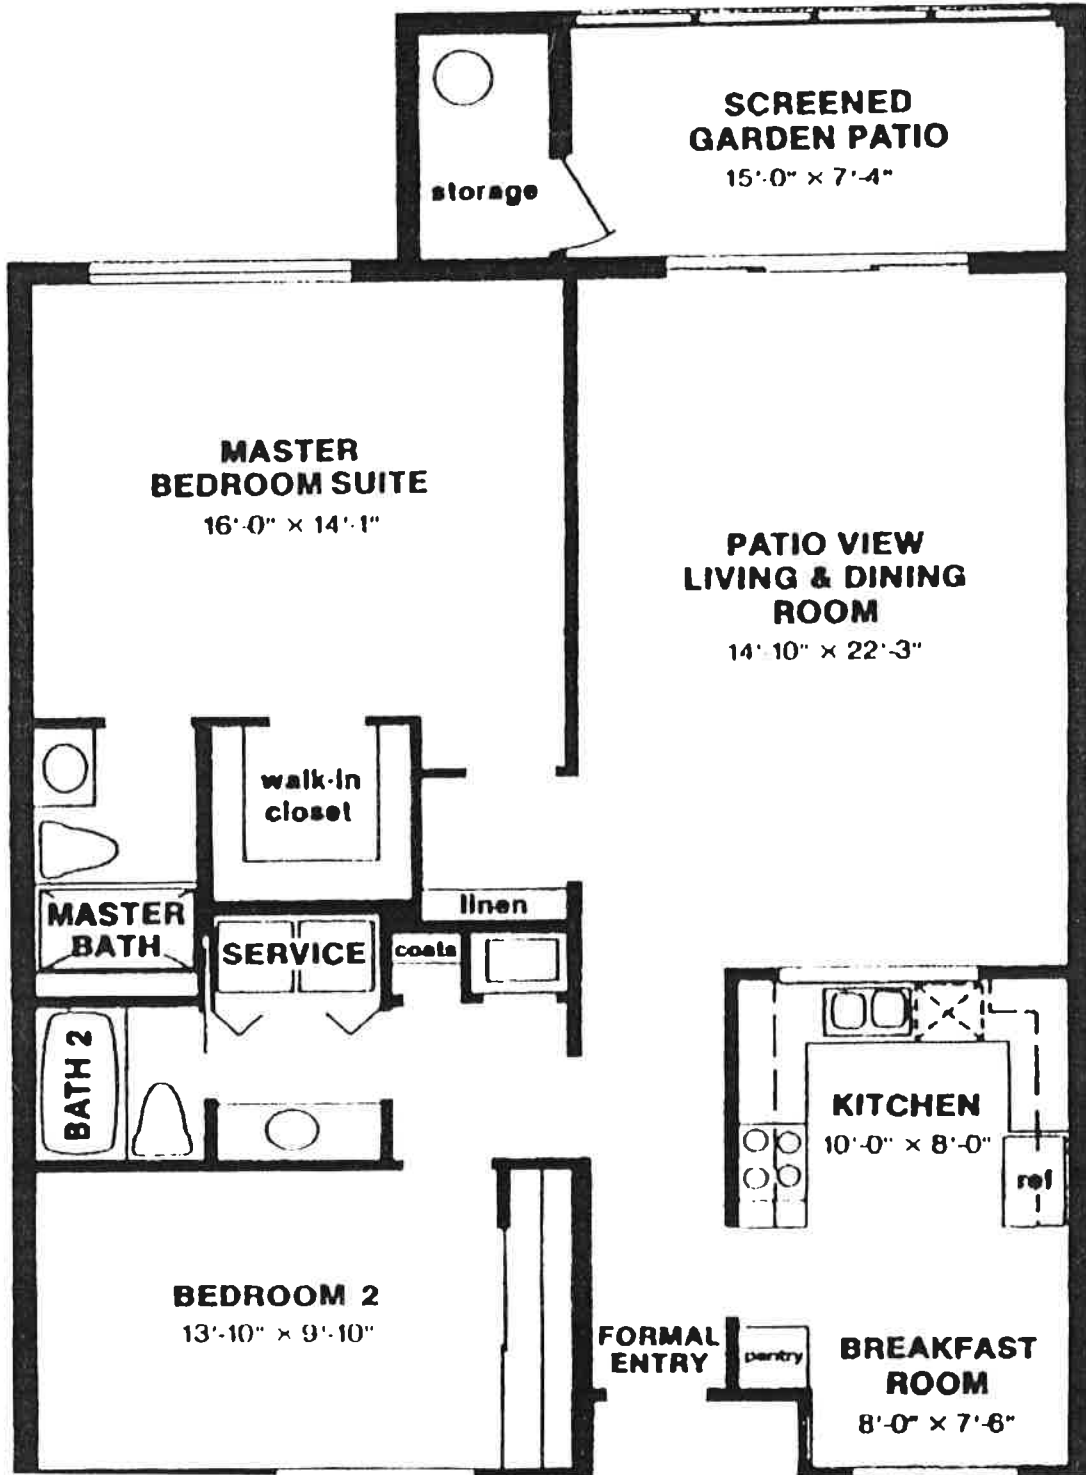 SCREENED
GARDEN PATIO
15'-0" × 7'-4"
storage
MASTER
BEDROOM SUITE
16'-0" × 14'-1"
PATIO VIEW
LIVING & DINING
ROOM
14'-10" × 22'-3"
walk-in
closet
linen
MASTER
BATH
SERVICE
coats
BATH 2
KITCHEN
10'-0" × 8'-0"
ref
BEDROOM 2
13'-10" × 9'-10"
FORMAL
ENTRY
pantry
BREAKFAST
ROOM
8'-0" × 7'-6"